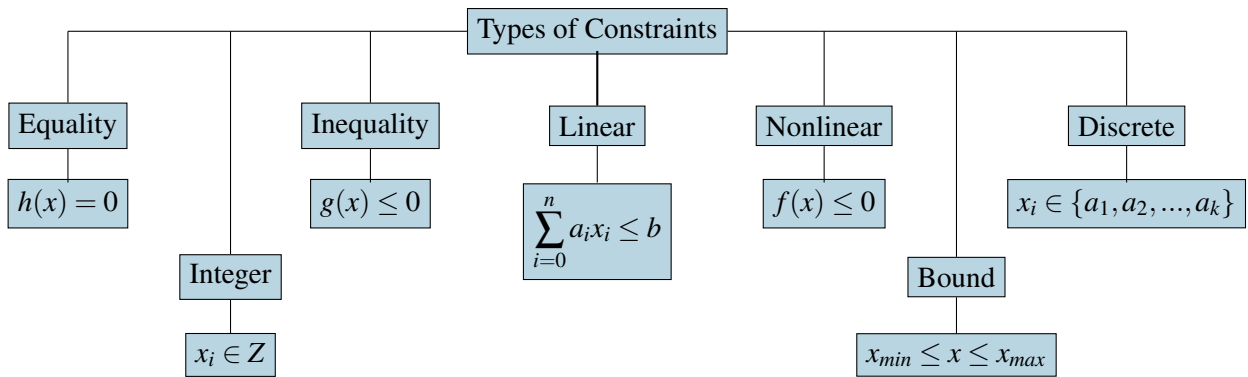 Types of Constraints
Equality
Inequality
Linear
Nonlinear
Discrete
h(x) = 0
g(x) ≤ 0
n
∑ a_i x_i ≤ b
i=0
f(x) ≤ 0
x_i ∈ {a_1, a_2, ..., a_k}
Integer
Bound
x_i ∈ Z
x_min ≤ x ≤ x_max